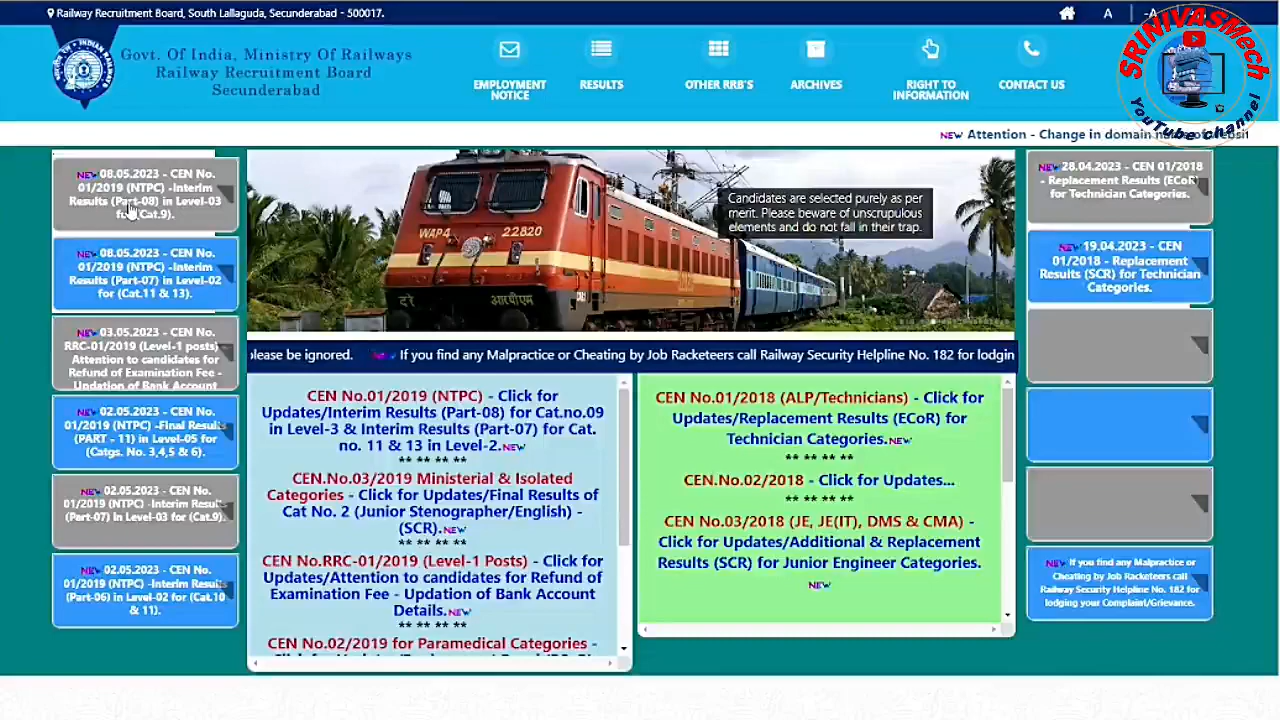 Railway Recruitment Board, South Lallaguda, Secunderabad - 500017.
A
-A
SRINIVASMech
YouTube channel
Govt. Of India, Ministry Of Railways
Railway Recruitment Board
Secunderabad
EMPLOYMENT
NOTICE
RESULTS
OTHER RRB'S
ARCHIVES
RIGHT TO
INFORMATION
CONTACT US
NEW Attention - Change in domain
NEW 08.05.2023 - CEN No.
01/2019 (NTPC) -Interim
Results (Part-08) in Level-03
for (Cat.9).
NEW 08.05.2023 - CEN No.
01/2019 (NTPC) -Interim
Results (Part-07) in Level-02
for (Cat.11 & 13).
NEW 03.05.2023 - CEN No.
RRC-01/2019 (Level-1 posts)
Attention to candidates for
Refund of Examination Fee -
Updation of Bank Account
NEW 02.05.2023 - CEN No.
01/2019 (NTPC) -Final Results
(PART - 11) in Level-05 for
(Catgs. No. 3,4,5 & 6).
NEW 02.05.2023 - CEN No.
01/2019 (NTPC) -Interim Results
(Part-07) in Level-03 for (Cat.9).
NEW 02.05.2023 - CEN No.
01/2019 (NTPC) -Interim Results
(Part-06) in Level-02 for (Cat.10
& 11).
Candidates are selected purely as per
merit. Please beware of unscrupulous
elements and do not fall in their trap.
WAP4 22820
दरे आरपीएम
please be ignored. NEW If you find any Malpractice or Cheating by Job Racketeers call Railway Security Helpline No. 182 for lodgin
CEN No.01/2019 (NTPC) - Click for
Updates/Interim Results (Part-08) for Cat.no.09
in Level-3 & Interim Results (Part-07) for Cat.
no. 11 & 13 in Level-2.NEW
** ** ** **
CEN.No.03/2019 Ministerial & Isolated
Categories - Click for Updates/Final Results of
Cat No. 2 (Junior Stenographer/English) -
(SCR).NEW
** ** ** **
CEN No.RRC-01/2019 (Level-1 Posts) - Click for
Updates/Attention to candidates for Refund of
Examination Fee - Updation of Bank Account
Details.NEW
** ** ** **
CEN No.02/2019 for Paramedical Categories -
CEN No.01/2018 (ALP/Technicians) - Click for
Updates/Replacement Results (ECoR) for
Technician Categories.NEW
** ** ** **
CEN.No.02/2018 - Click for Updates...
** ** ** **
CEN No.03/2018 (JE, JE(IT), DMS & CMA) -
Click for Updates/Additional & Replacement
Results (SCR) for Junior Engineer Categories.
NEW
NEW 28.04.2023 - CEN 01/2018
- Replacement Results (ECoR)
for Technician Categories.
NEW 19.04.2023 - CEN
01/2018 - Replacement
Results (SCR) for Technician
Categories.
NEW If you find any Malpractice or
Cheating by Job Racketeers call
Railway Security Helpline No. 182 for
lodging your Complaint/Grievance.